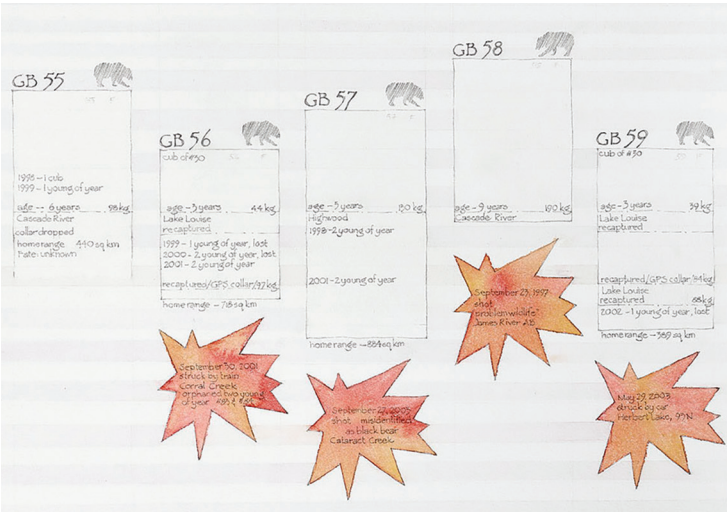 GB 55
1998 - 1 cub
1999 - 1 young of year
age -- 6 years 98 kg
Cascade River
collar dropped
home range 440 sq km
Fate: unknown
GB 56
cub of #30
age - 3 years 44 kg
Lake Louise
recaptured
1999 - 1 young of year, lost
2000 - 2 young of year, lost
2001 - 2 young of year
recaptured/GPS collar/97 kg
home range - sq km
September 30, 2001
struck by train
Corral Creek
orphaned two young
of year
GB 57
age - 5 years 80 kg
Highwood
1998 - 2 young of year
2001 - 2 young of year
home range - 884 sq km
September
shot misidentified
as black bear
Cataract Creek
GB 58
age - 9 years 190 kg
Cascade River
September 23, 1997
shot
"problem wildlife"
James River AB
GB 59
cub of #30
age - 3 years 39 kg
Lake Louise
recaptured
recaptured/GPS collar
Lake Louise
recaptured 88 kg
2002 - 1 young of year, lost
home range - 389 sq km
May 29, 2003
struck by car
Herbert Lake, 93N